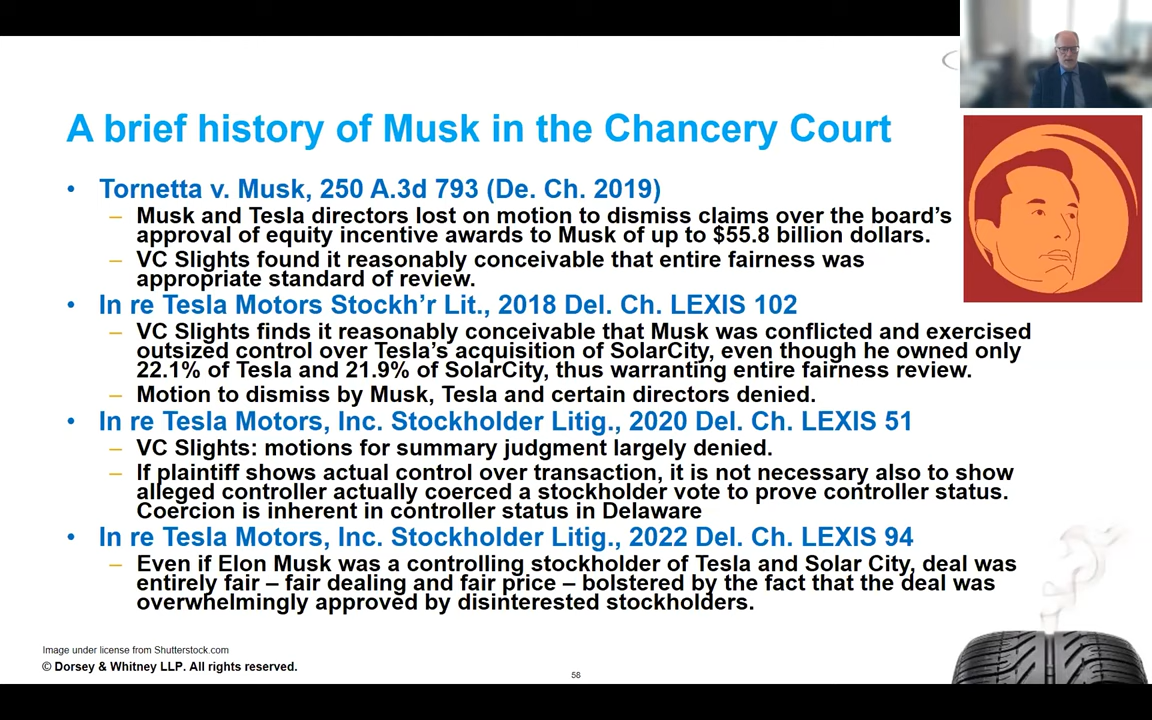 A brief history of Musk in the Chancery Court
• Tornetta v. Musk, 250 A.3d 793 (De. Ch. 2019)
– Musk and Tesla directors lost on motion to dismiss claims over the board's
approval of equity incentive awards to Musk of up to $55.8 billion dollars.
– VC Slights found it reasonably conceivable that entire fairness was
appropriate standard of review.
• In re Tesla Motors Stockh'r Lit., 2018 Del. Ch. LEXIS 102
– VC Slights finds it reasonably conceivable that Musk was conflicted and exercised
outsized control over Tesla's acquisition of SolarCity, even though he owned only
22.1% of Tesla and 21.9% of SolarCity, thus warranting entire fairness review.
– Motion to dismiss by Musk, Tesla and certain directors denied.
• In re Tesla Motors, Inc. Stockholder Litig., 2020 Del. Ch. LEXIS 51
– VC Slights: motions for summary judgment largely denied.
– If plaintiff shows actual control over transaction, it is not necessary also to show
alleged controller actually coerced a stockholder vote to prove controller status.
Coercion is inherent in controller status in Delaware
• In re Tesla Motors, Inc. Stockholder Litig., 2022 Del. Ch. LEXIS 94
– Even if Elon Musk was a controlling stockholder of Tesla and Solar City, deal was
entirely fair – fair dealing and fair price – bolstered by the fact that the deal was
overwhelmingly approved by disinterested stockholders.
Image under license from Shutterstock.com
© Dorsey & Whitney LLP. All rights reserved.
58